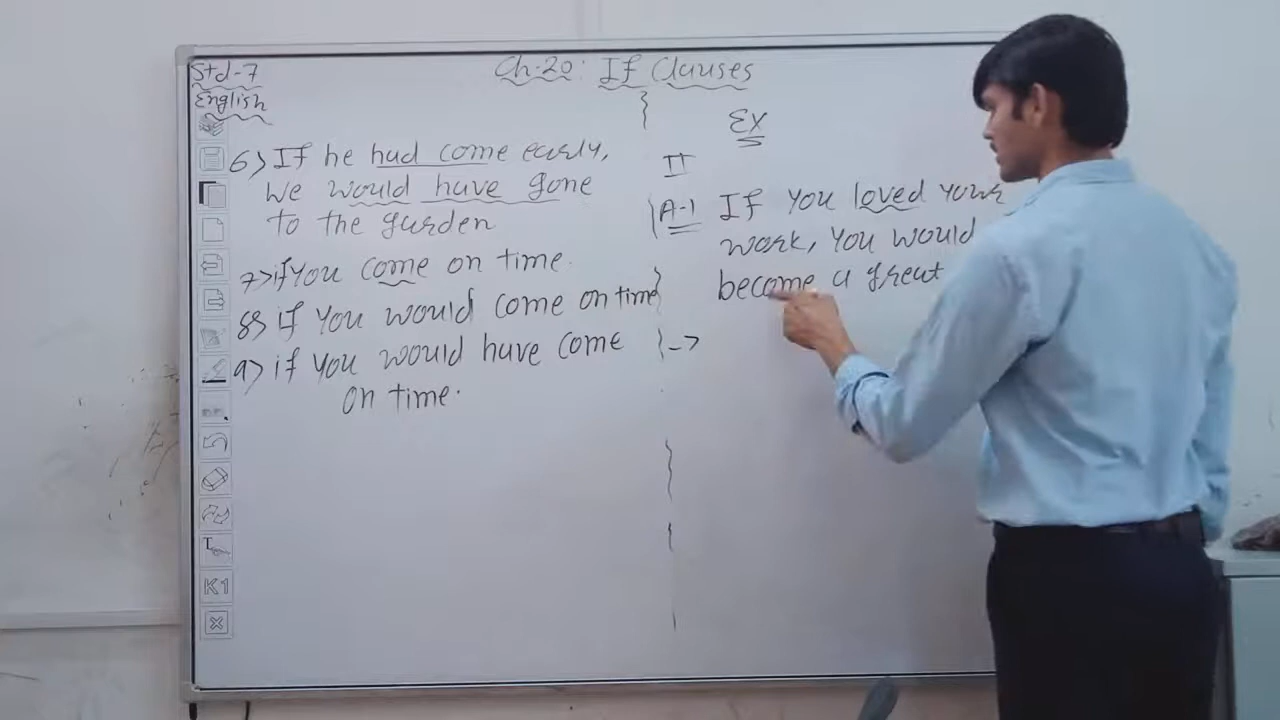 Std-7
English
Ch-20: If Clauses
6> If he had come early,
we would have gone
to the garden
7> if you come on time.
8> if you would come on time
9> if you would have come
on time.
Ex
II
A-1 If you loved your
work, you would
become a great
->
T
K1